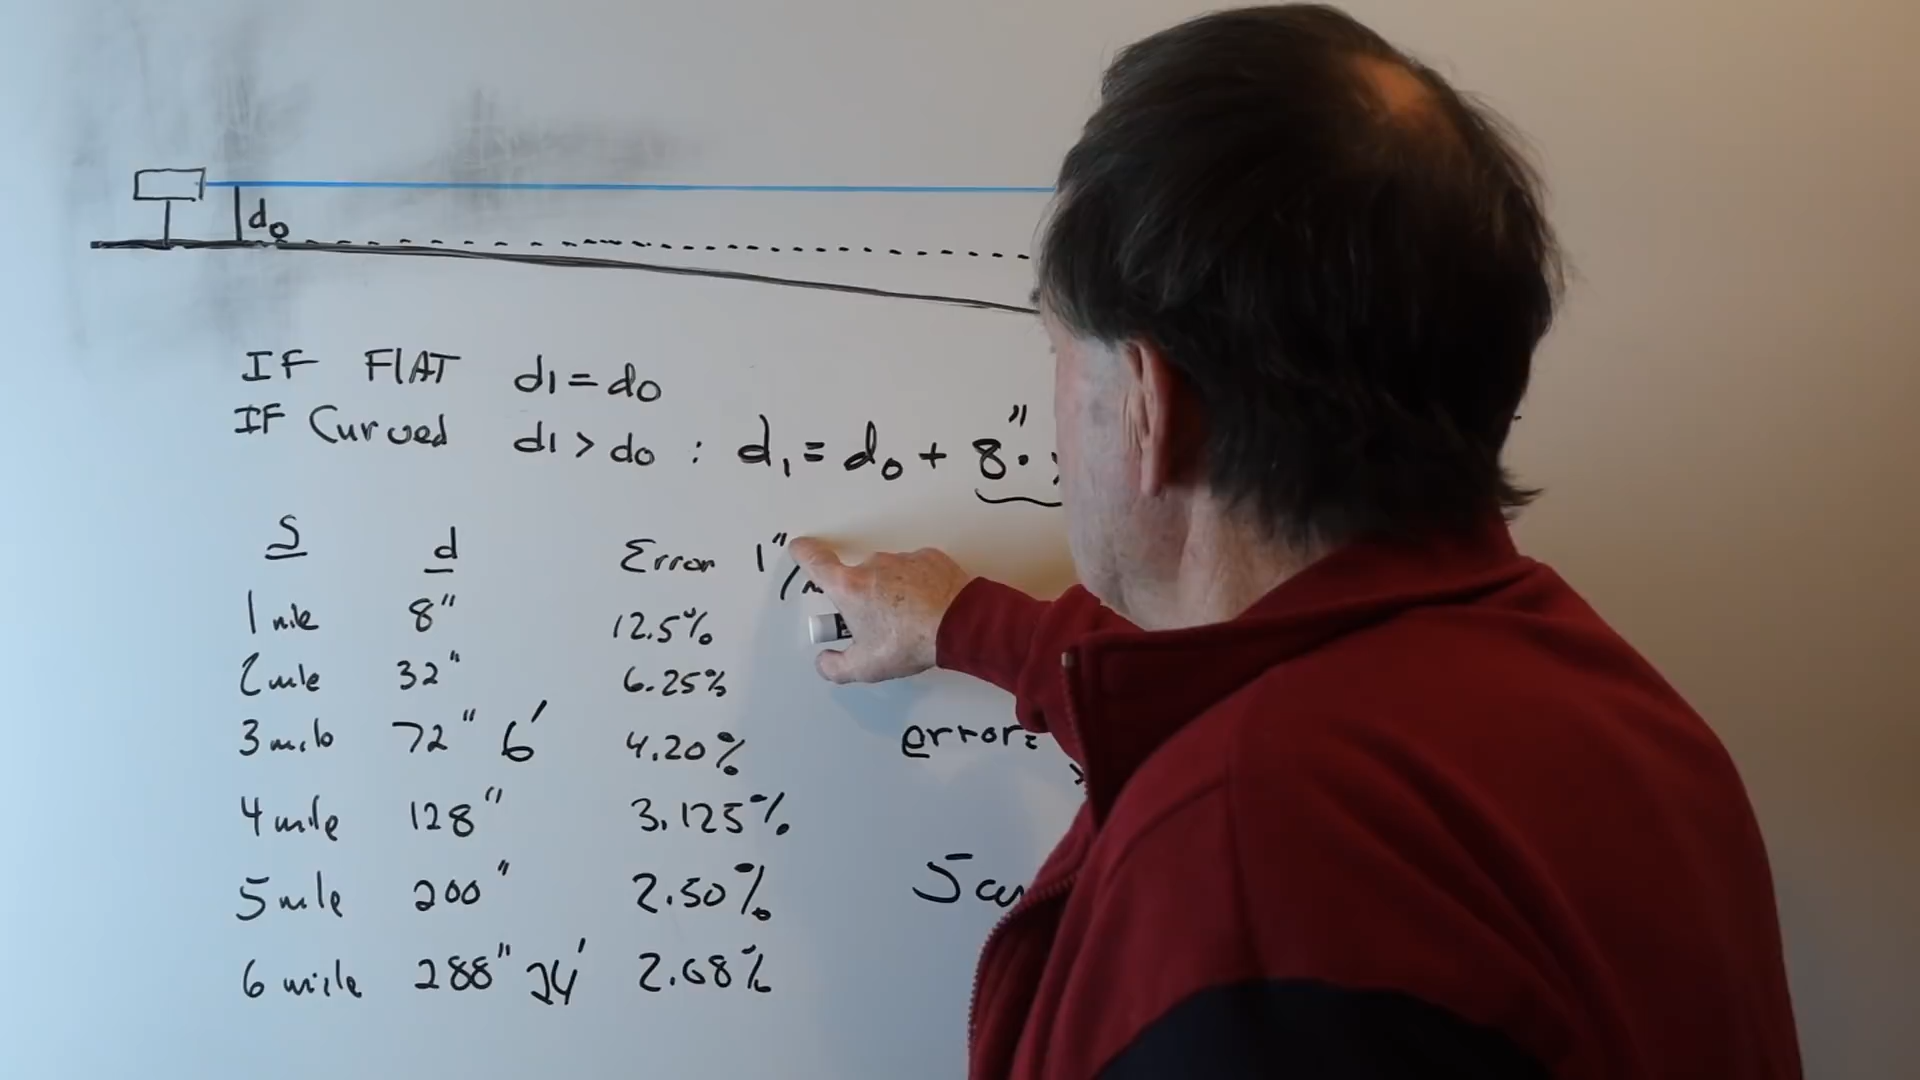 d0
IF FlAT d1 = d0
IF Curved d1 > d0 : d1 = d0 + 8" ·
S d Error 1"/
1 mile 8" 12.5%
2 mile 32" 6.25%
3 mile 72" 6' 4.20%
error=
4 mile 128" 3.125%
5 mile 200" 2.50%
6 mile 288" 24' 2.08%